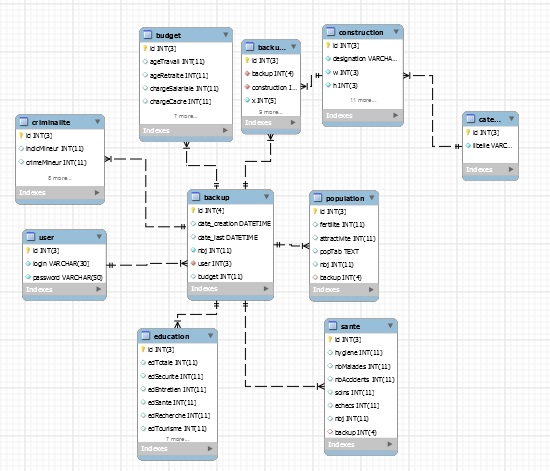 budget
id INT(3)
ageTravail INT(11)
ageRetraite INT(11)
chargeSalariale INT(11)
chargeCadre INT(11)
7 more...
Indexes
backu...
id INT(3)
backup INT(4)
construction I...
x INT(5)
9 more...
Indexes
construction
id INT(3)
designation VARCHA...
w INT(3)
h INT(3)
11 more...
Indexes
criminalite
id INT(3)
indicMineur INT(11)
crimeMineur INT(11)
8 more...
Indexes
cate...
id INT(3)
libelle VARC...
Indexes
backup
id INT(4)
date_creation DATETIME
date_last DATETIME
nbj INT(11)
user INT(3)
budget INT(11)
Indexes
population
id INT(3)
fertilite INT(11)
attractivite INT(11)
popTab TEXT
nbj INT(11)
backup INT(4)
Indexes
user
id INT(3)
login VARCHAR(30)
password VARCHAR(50)
Indexes
education
id INT(3)
edTotale INT(11)
edSecurite INT(11)
edEntretien INT(11)
edSante INT(11)
edRecherche INT(11)
edTourisme INT(11)
7 more...
Indexes
sante
id INT(3)
hygiene INT(11)
nbMalades INT(11)
nbAccidents INT(11)
soins INT(11)
echecs INT(11)
nbj INT(11)
backup INT(4)
Indexes